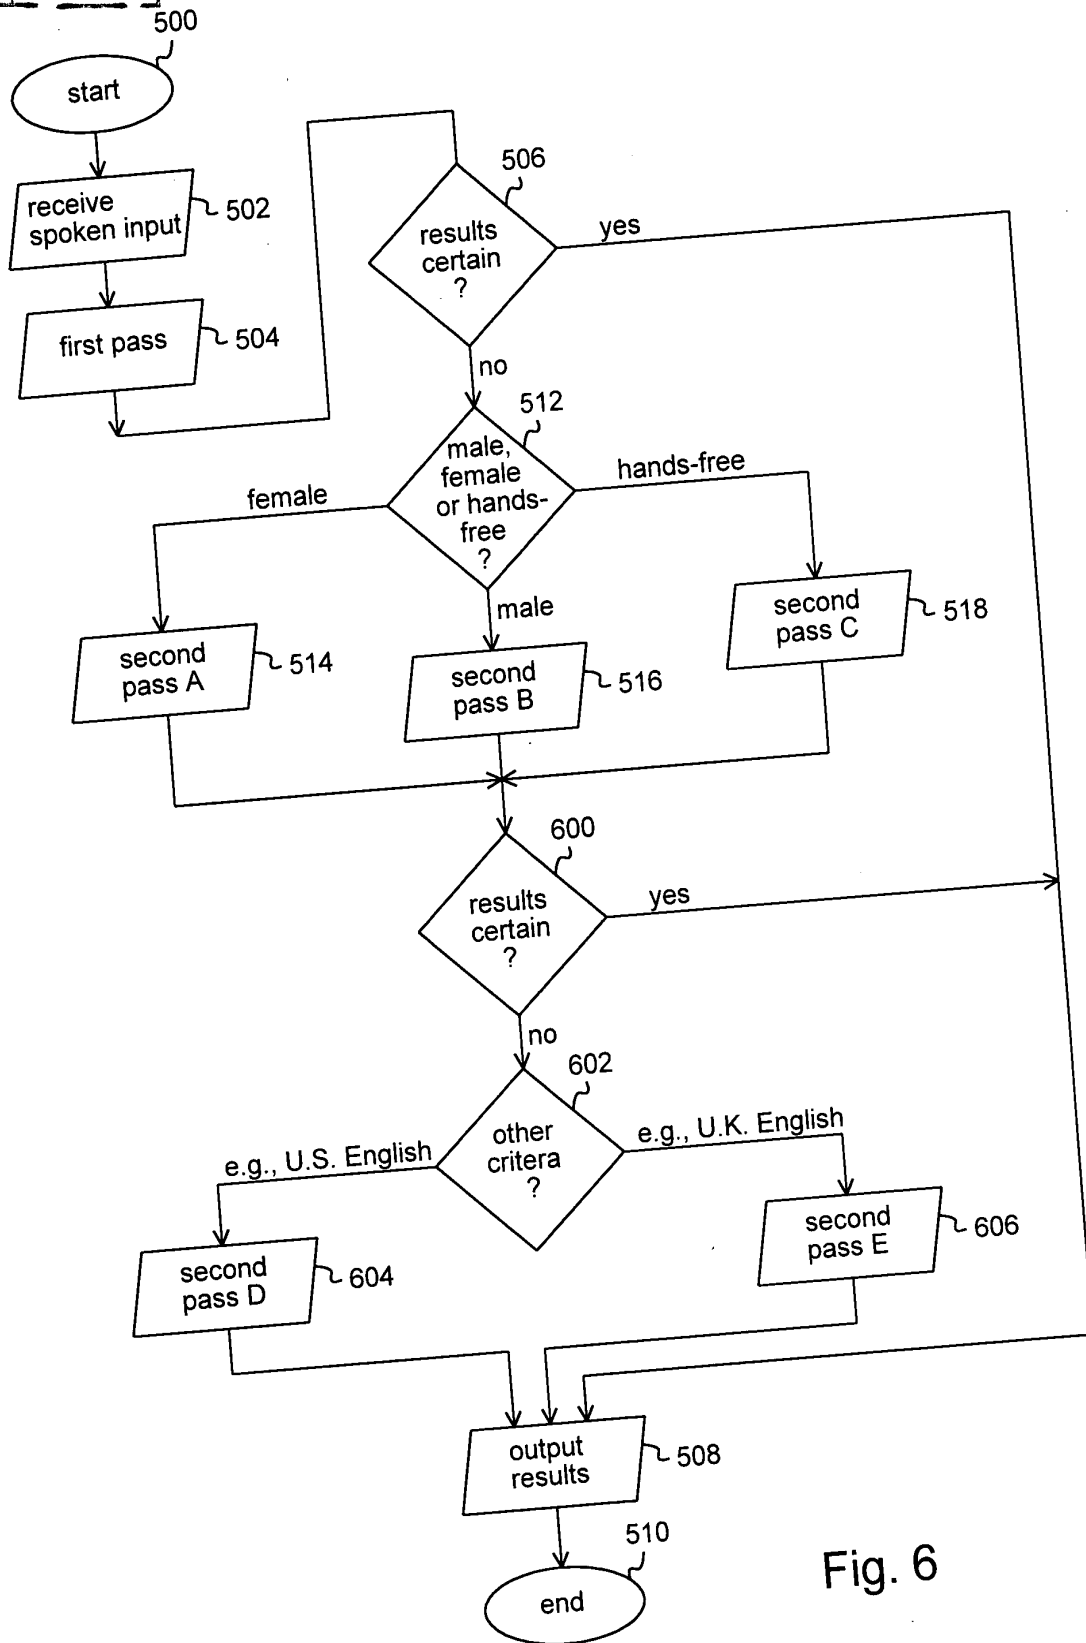 500
start
receive
spoken input
502
first pass
504
506
results
certain
?
yes
no
512
male,
female
or hands-
free
?
female
hands-free
male
second
pass A
514
second
pass B
516
second
pass C
518
600
results
certain
?
yes
no
602
other
critera
?
e.g., U.S. English
e.g., U.K. English
second
pass D
604
second
pass E
606
output
results
508
510
end
Fig. 6